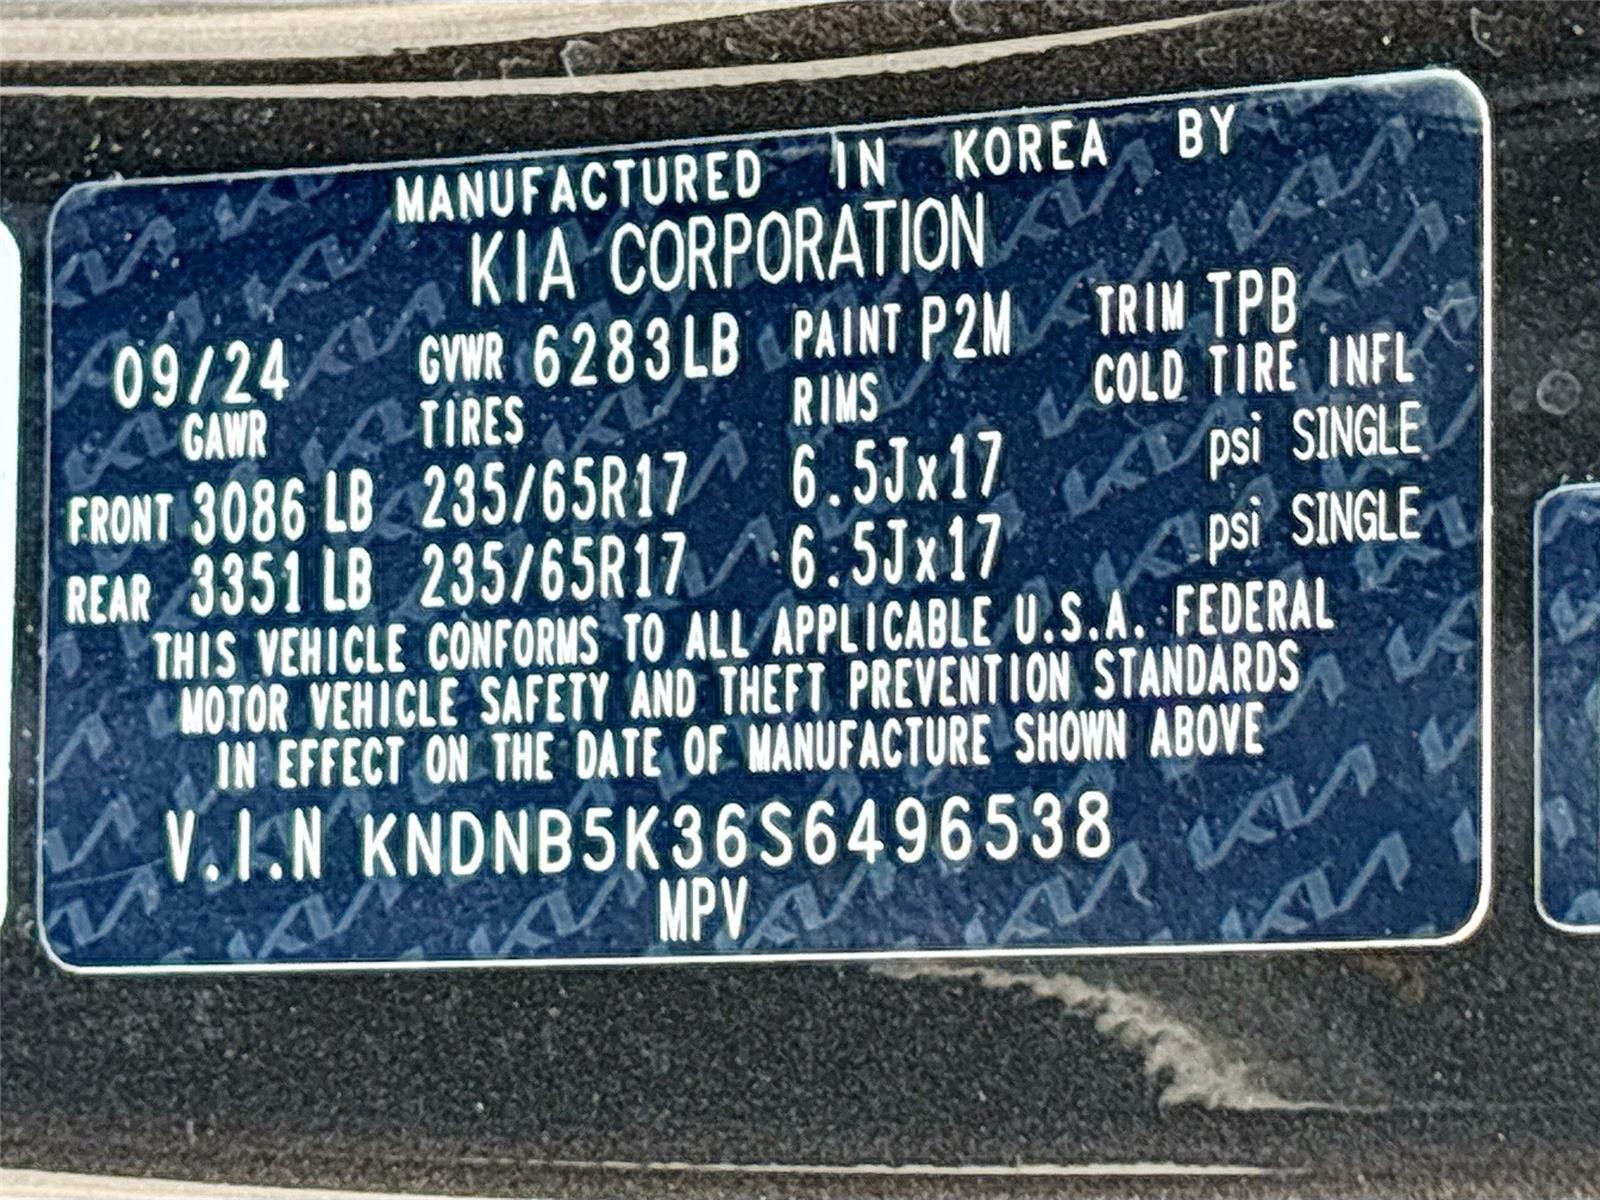 MANUFACTURED IN KOREA BY
KIA CORPORATION
09/24 GVWR 6283LB PAINT P2M TRIM TPB
GAWR TIRES RIMS COLD TIRE INFL
FRONT 3086 LB 235/65R17 6.5Jx17 psi SINGLE
REAR 3351 LB 235/65R17 6.5Jx17 psi SINGLE
THIS VEHICLE CONFORMS TO ALL APPLICABLE U.S.A. FEDERAL
MOTOR VEHICLE SAFETY AND THEFT PREVENTION STANDARDS
IN EFFECT ON THE DATE OF MANUFACTURE SHOWN ABOVE
V.I.N KNDNB5K36S6496538
MPV